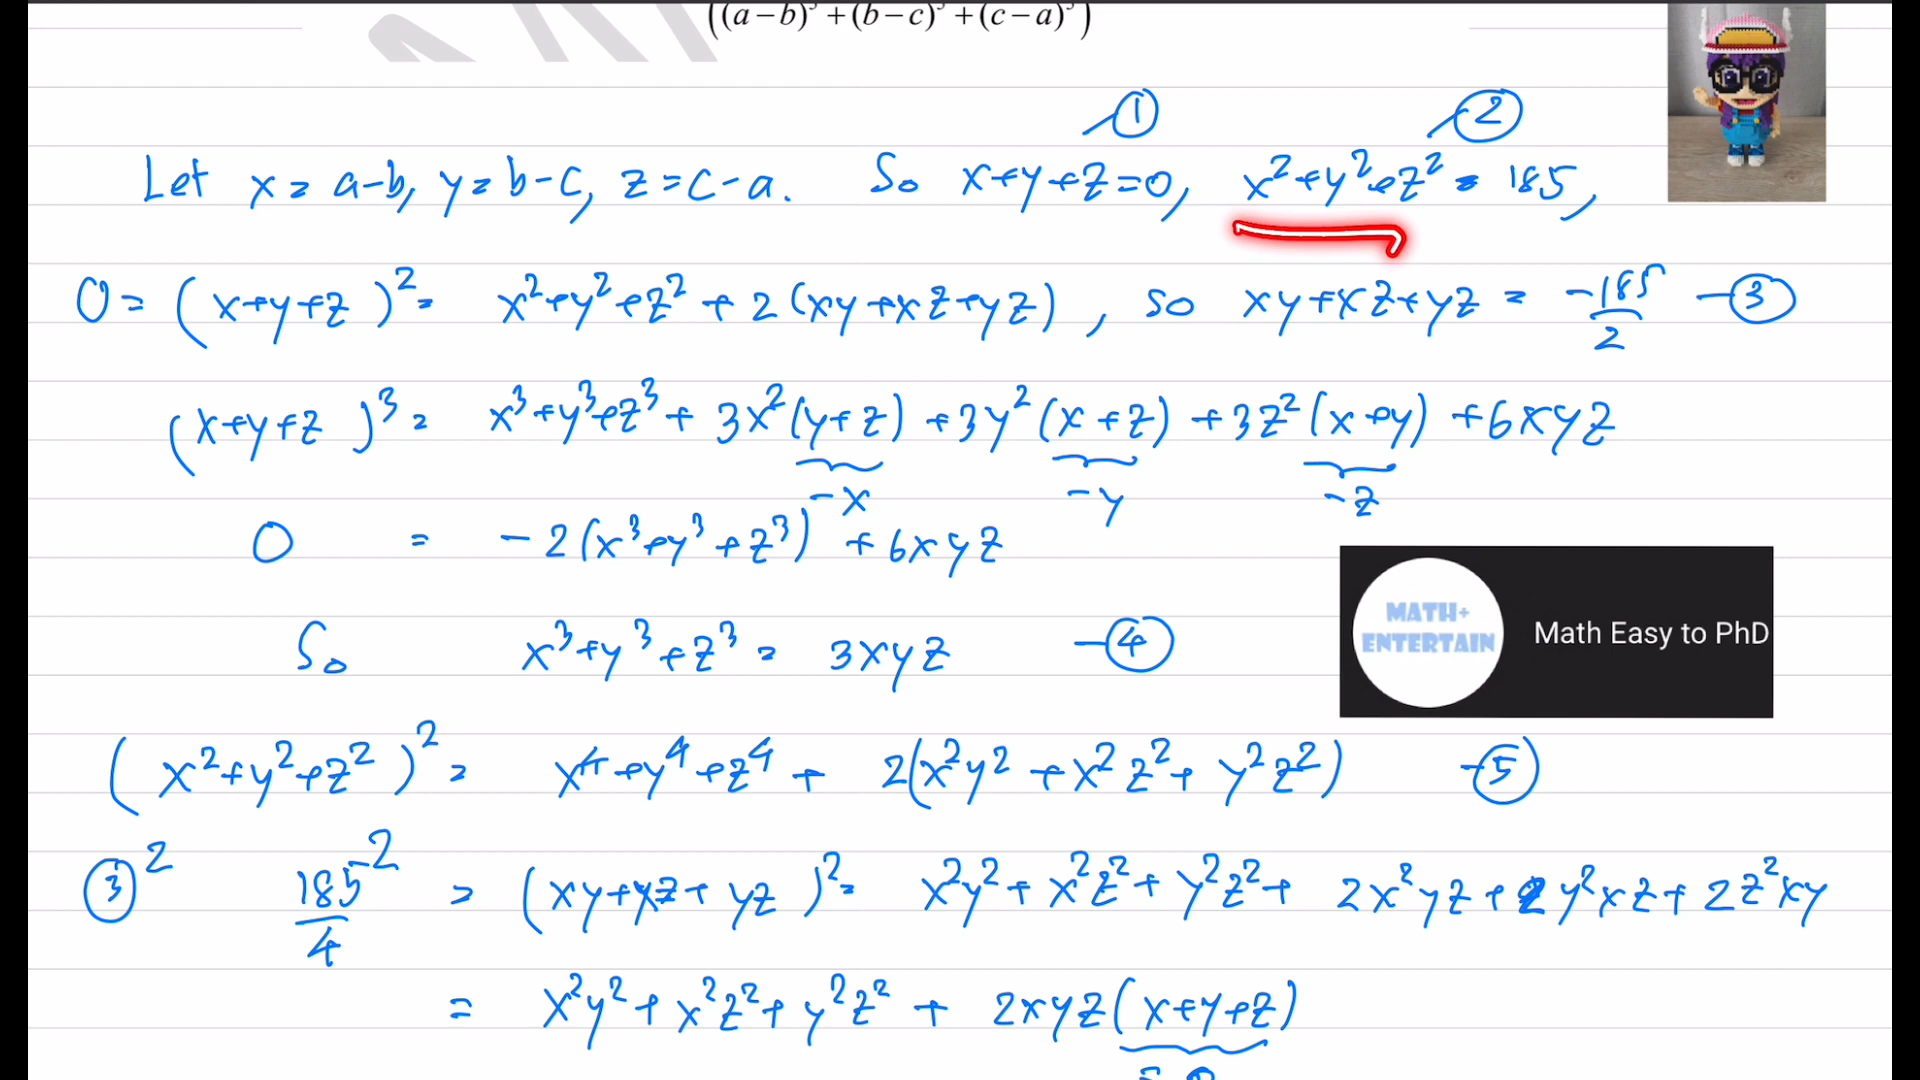 ((a−b)³+(b−c)³+(c−a)³)
① ②
Let x = a-b, y = b-c, z = c-a. So x+y+z=0, x²+y²+z² = 185,
0 = (x+y+z)² = x²+y²+z² + 2(xy+xz+yz), so xy+xz+yz = -185/2 -③
(x+y+z)³ = x³+y³+z³ + 3x²(y+z) + 3y²(x+z) + 3z²(x+y) + 6xyz
-x -y -z
0 = -2(x³+y³+z³) + 6xyz
So x³+y³+z³ = 3xyz -④
MATH+
ENTERTAIN
Math Easy to PhD
(x²+y²+z²)² = x⁴+y⁴+z⁴ + 2(x²y²+x²z²+y²z²) -⑤
③² 185²/4 = (xy+xz+yz)² = x²y²+x²z²+y²z²+ 2x²yz+2y²xz+2z²xy
= x²y²+x²z²+y²z² + 2xyz(x+y+z)